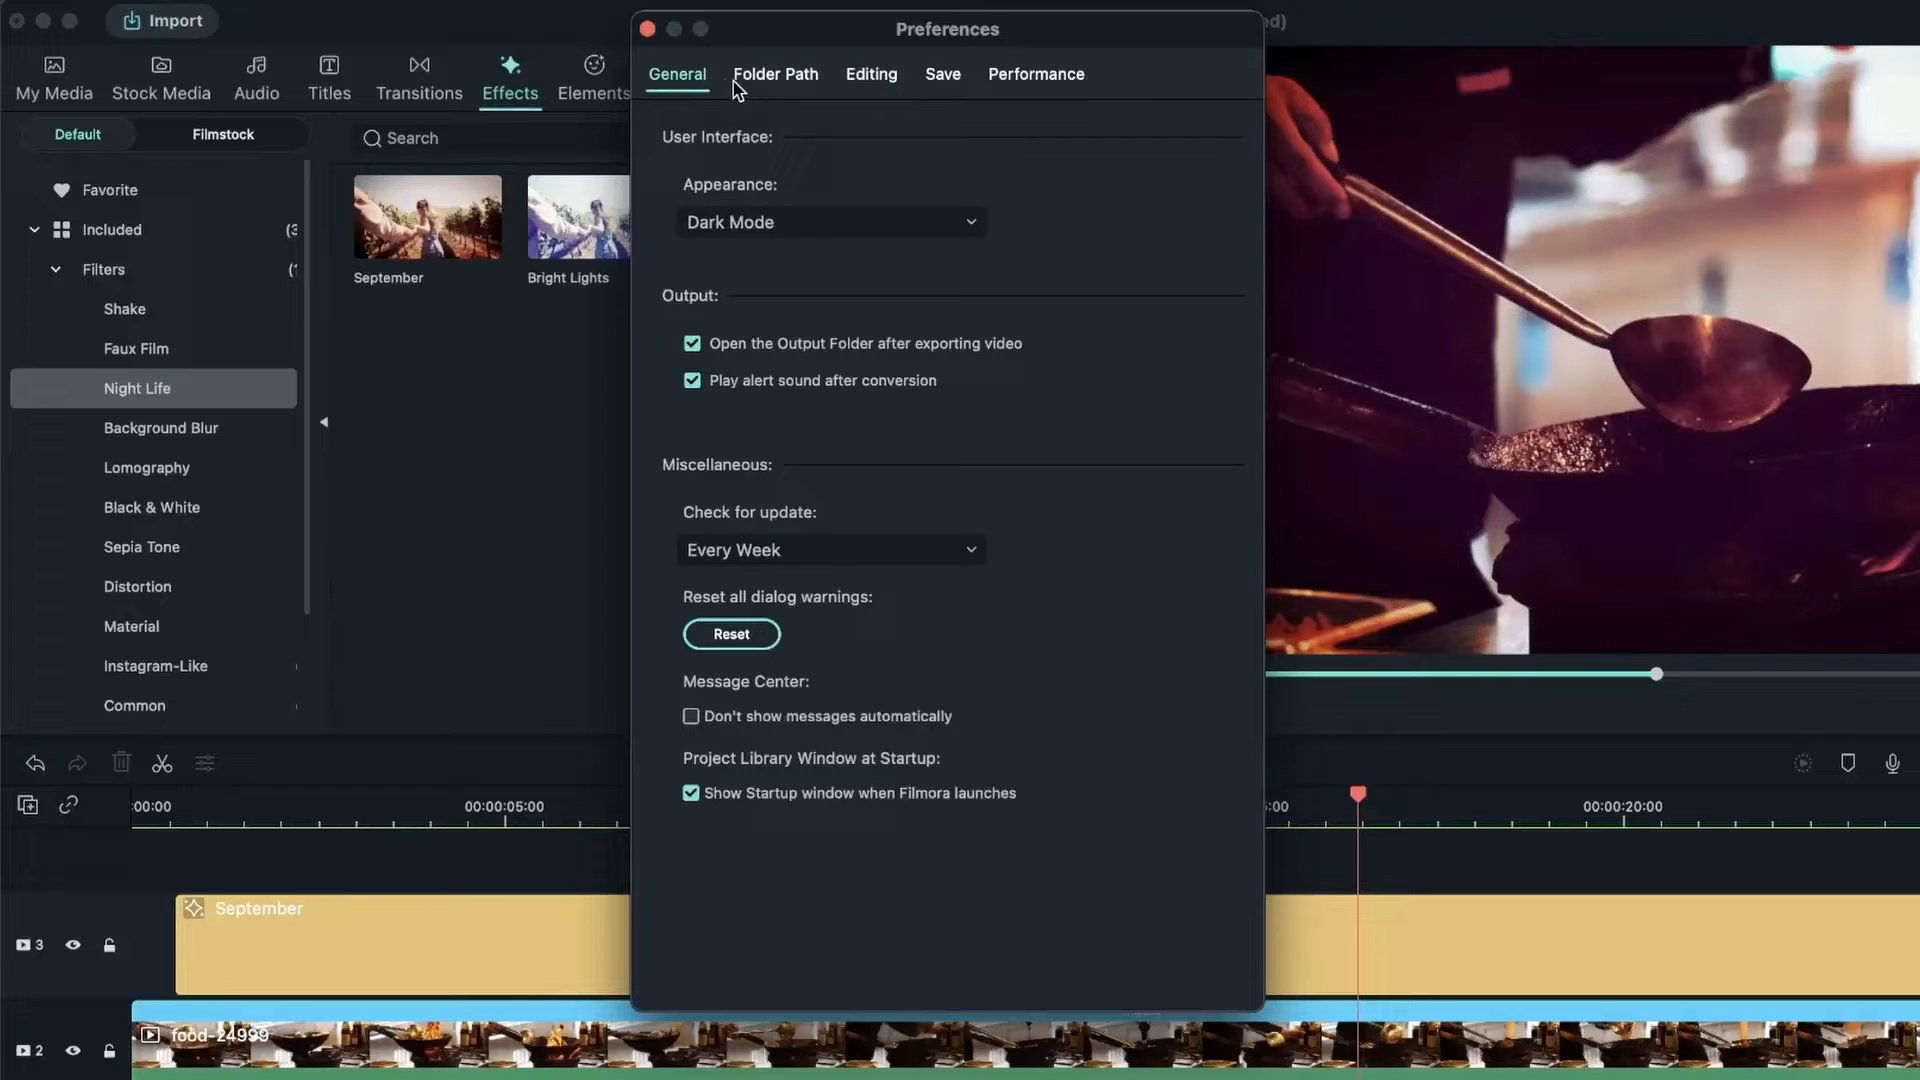 Import
Preferences
ed)
My Media
Stock Media
Audio
Titles
Transitions
Effects
Elements
General
Folder Path
Editing
Save
Performance
Default
Filmstock
Search
Favorite
Included
(3
Filters
Shake
Faux Film
Night Life
Background Blur
Lomography
Black & White
Sepia Tone
Distortion
Material
Instagram-Like
Common
September
Bright Lights
User Interface:
Appearance:
Dark Mode
Output:
Open the Output Folder after exporting video
Play alert sound after conversion
Miscellaneous:
Check for update:
Every Week
Reset all dialog warnings:
Reset
Message Center:
Don't show messages automatically
Project Library Window at Startup:
Show Startup window when Filmora launches
:00:00
00:00:05:00
:00
00:00:20:00
September
3
food-24999
2